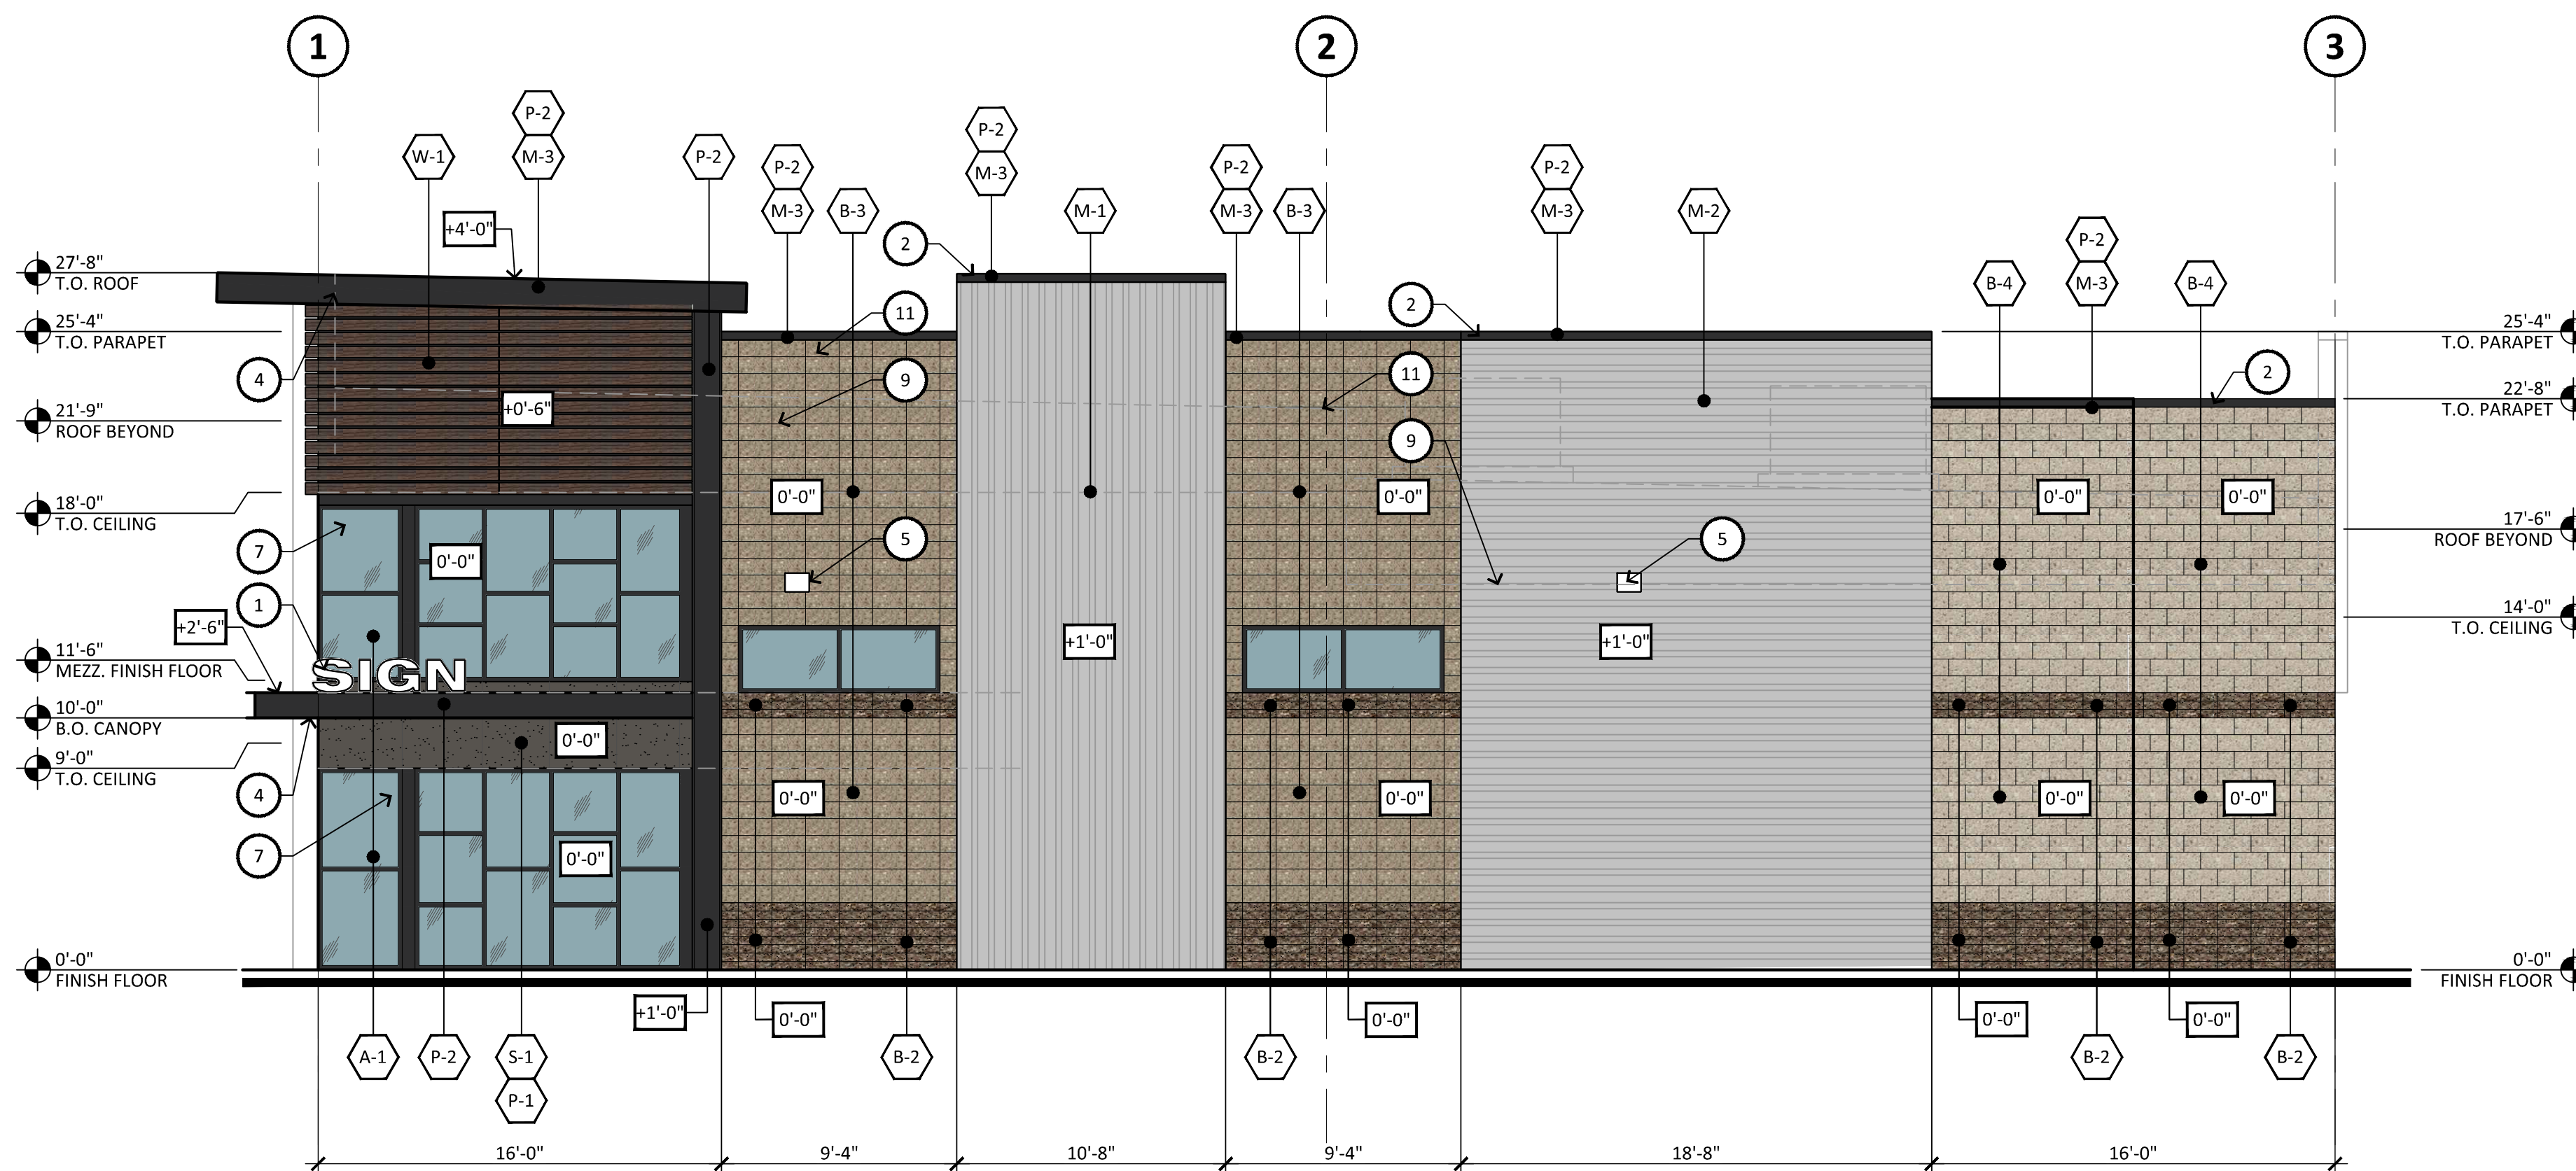 1
2
3
P-2
M-3
W-1
P-2
P-2
M-3
B-3
P-2
M-3
M-1
P-2
M-3
B-3
P-2
M-3
M-2
P-2
M-3
B-4
B-4
+4'-0"
2
2
2
27'-8"
T.O. ROOF
25'-4"
T.O. PARAPET
21'-9"
ROOF BEYOND
18'-0"
T.O. CEILING
11'-6"
MEZZ. FINISH FLOOR
10'-0"
B.O. CANOPY
9'-0"
T.O. CEILING
0'-0"
FINISH FLOOR
4
7
1
+2'-6"
4
7
+0'-6"
0'-0"
SIGN
0'-0"
0'-0"
11
9
0'-0"
5
0'-0"
+1'-0"
11
9
0'-0"
0'-0"
5
+1'-0"
0'-0"
0'-0"
0'-0"
0'-0"
25'-4"
T.O. PARAPET
22'-8"
T.O. PARAPET
17'-6"
ROOF BEYOND
14'-0"
T.O. CEILING
0'-0"
FINISH FLOOR
+1'-0"
0'-0"
0'-0"
0'-0"
0'-0"
A-1
P-2
S-1
P-1
B-2
B-2
B-2
B-2
16'-0"
9'-4"
10'-8"
9'-4"
18'-8"
16'-0"